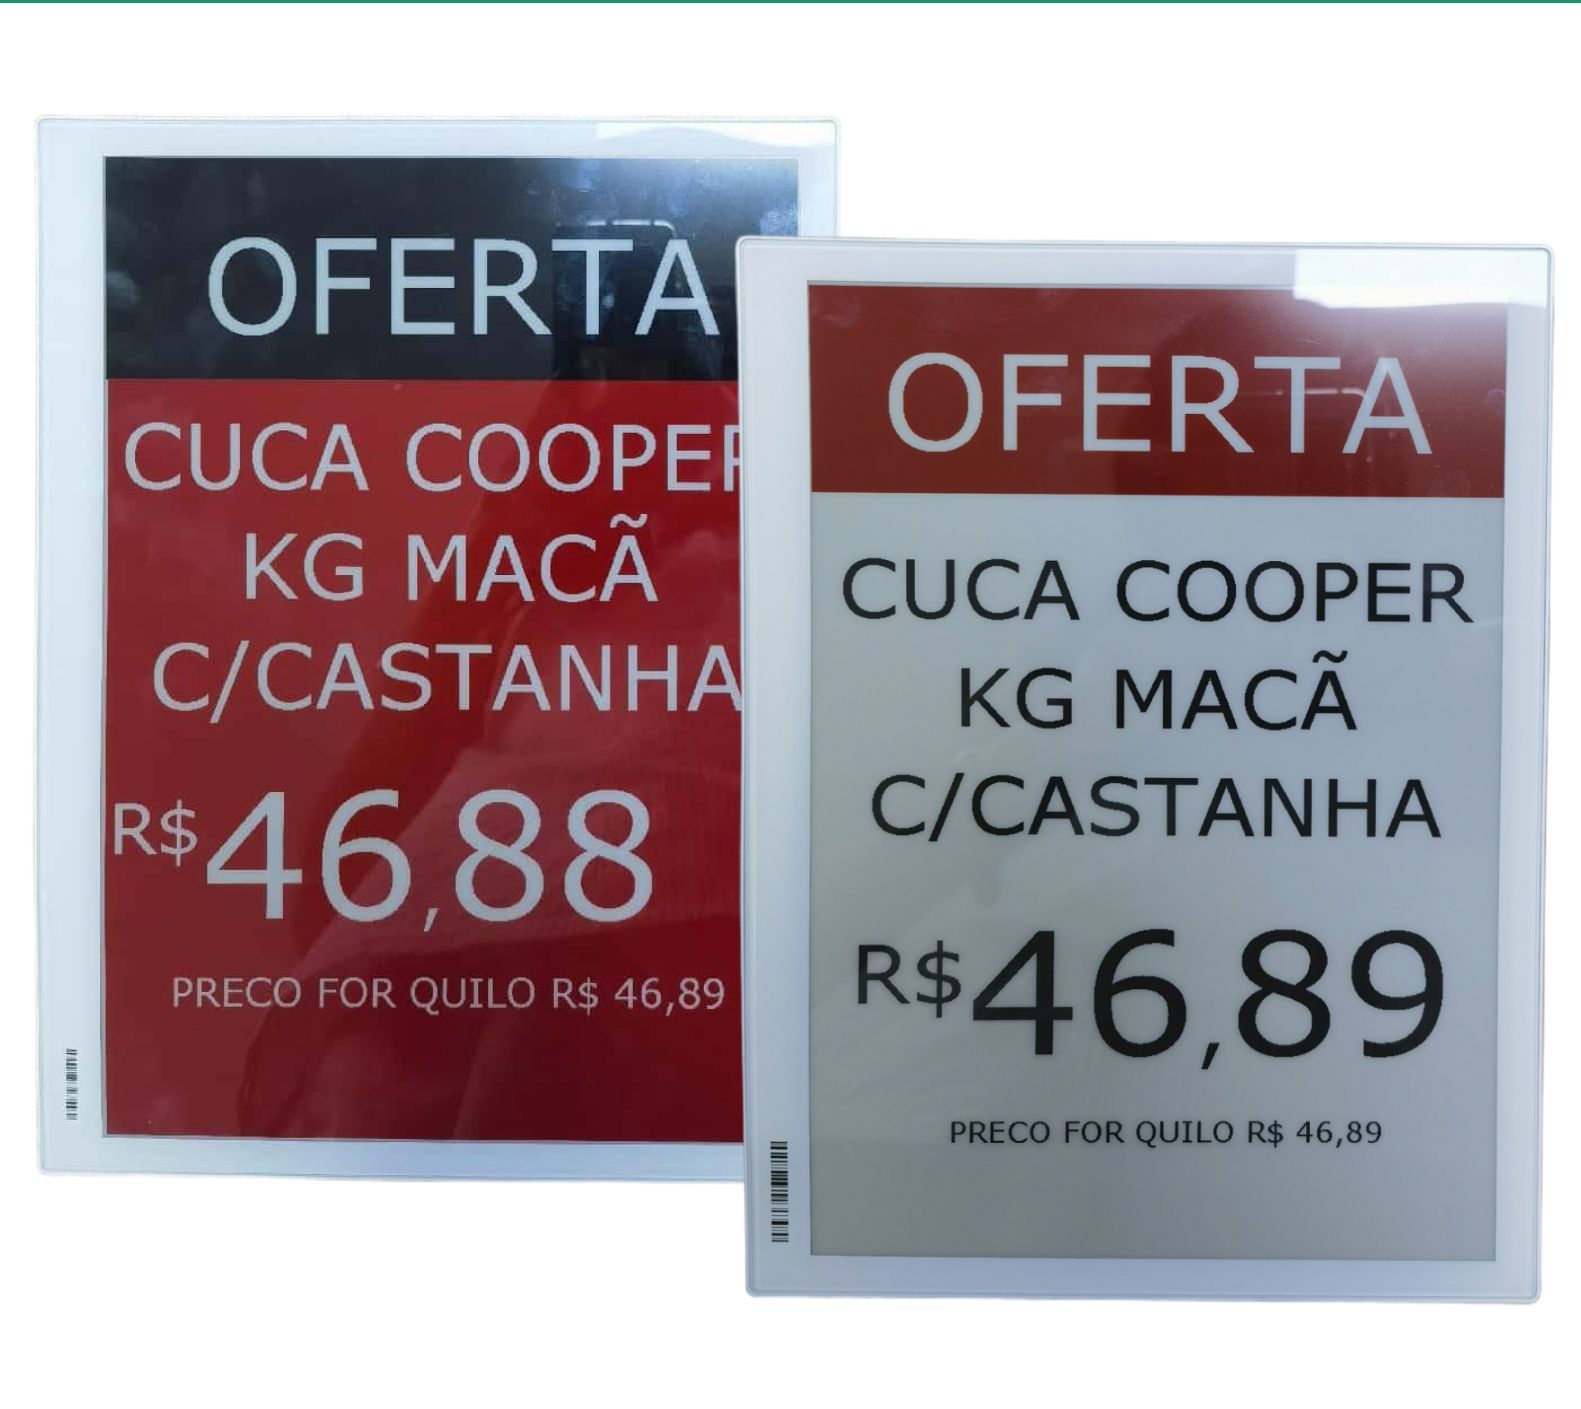 OFERTA
CUCA COOPER
KG MACÃ
C/CASTANHA
R$46,88
PRECO FOR QUILO R$ 46,89
OFERTA
CUCA COOPER
KG MACÃ
C/CASTANHA
R$46,89
PRECO FOR QUILO R$ 46,89